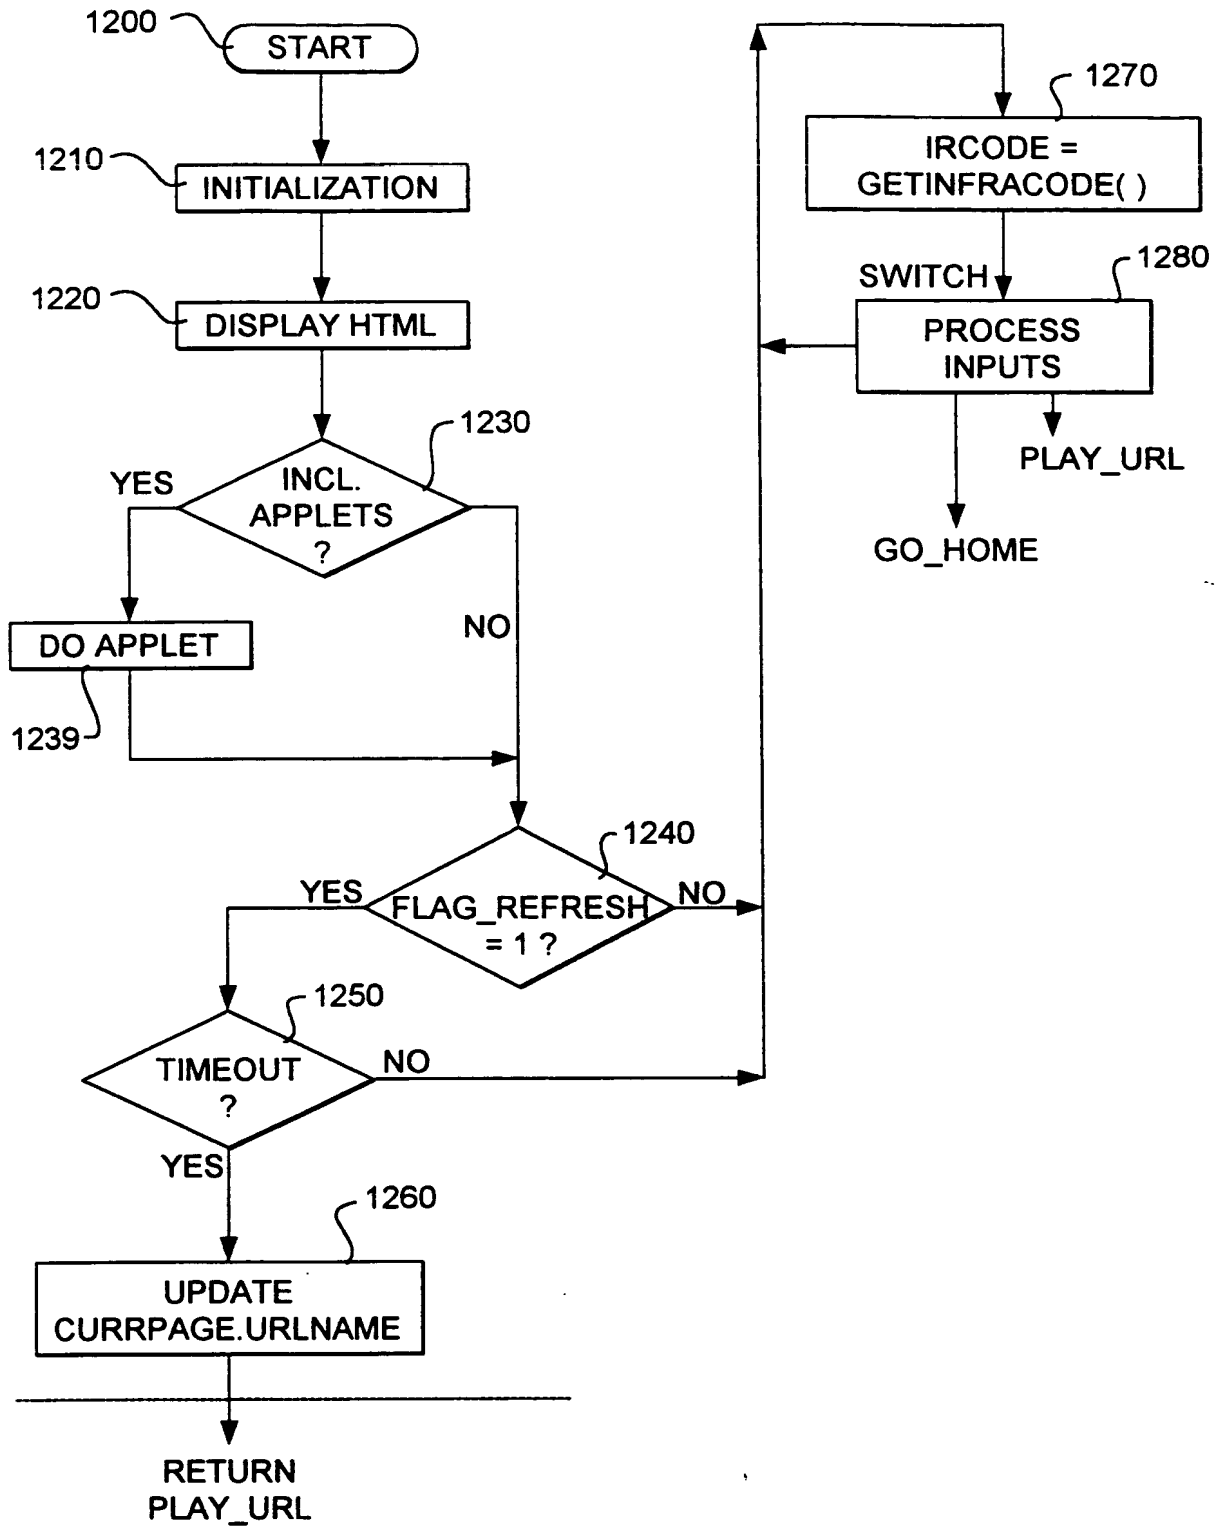 1200
START
1210
INITIALIZATION
1220
DISPLAY HTML
1230
YES
INCL.
APPLETS
?
NO
DO APPLET
1239
1240
YES
FLAG_REFRESH
= 1 ?
NO
1250
TIMEOUT
?
NO
YES
1260
UPDATE
CURRPAGE.URLNAME
RETURN
PLAY_URL
1270
IRCODE =
GETINFRACODE( )
SWITCH
1280
PROCESS
INPUTS
PLAY_URL
GO_HOME